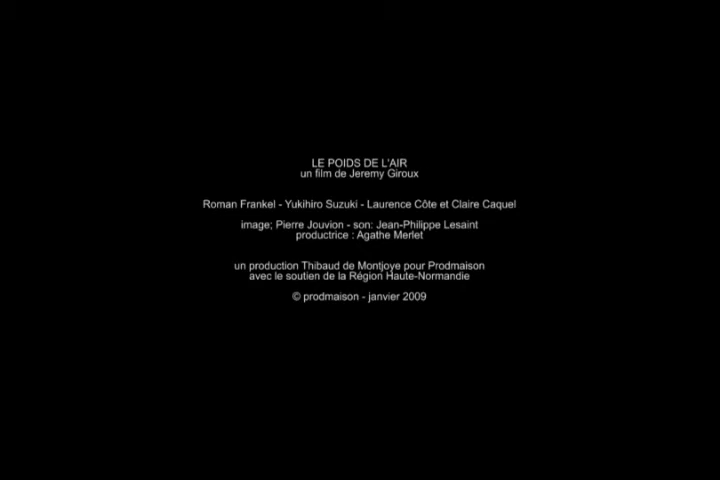 LE POIDS DE L'AIR
un film de Jeremy Giroux
Roman Frankel - Yukihiro Suzuki - Laurence Côte et Claire Caquel
image; Pierre Jouvion - son: Jean-Philippe Lesaint
productrice : Agathe Merlet
un production Thibaud de Montjoye pour Prodmaison
avec le soutien de la Région Haute-Normandie
© prodmaison - janvier 2009